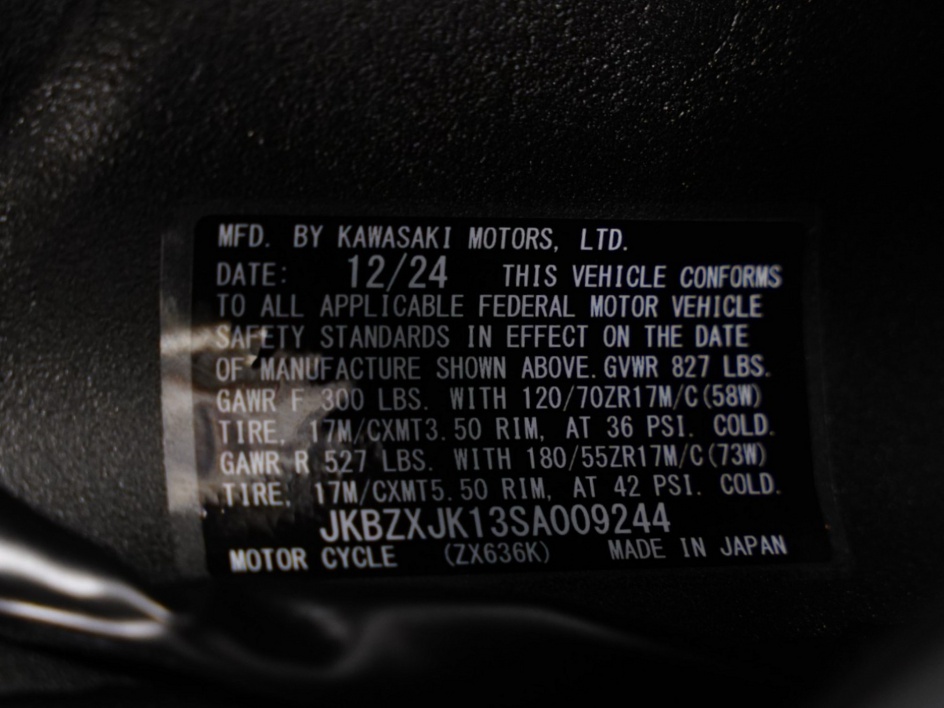 MFD. BY KAWASAKI MOTORS, LTD.
DATE: 12/24 THIS VEHICLE CONFORMS
TO ALL APPLICABLE FEDERAL MOTOR VEHICLE
SAFETY STANDARDS IN EFFECT ON THE DATE
OF MANUFACTURE SHOWN ABOVE. GVWR 827 LBS.
GAWR F 300 LBS. WITH 120/70ZR17M/C(58W)
TIRE, 17M/CXMT3.50 RIM, AT 36 PSI. COLD.
GAWR R 527 LBS. WITH 180/55ZR17M/C(73W)
TIRE, 17M/CXMT5.50 RIM, AT 42 PSI. COLD.
JKBZXJK13SA009244
MOTOR CYCLE (ZX636K) MADE IN JAPAN